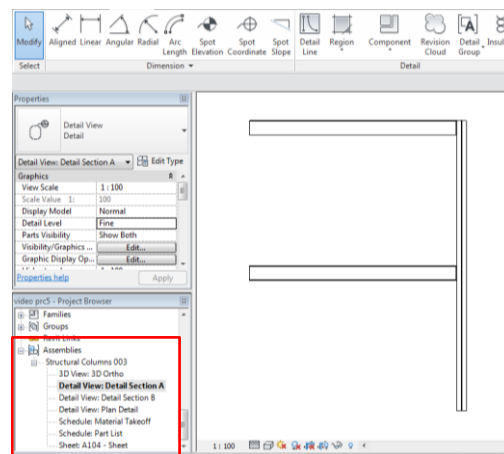 Modify Aligned Linear Angular Radial Arc Length Spot Elevation Spot Coordinate Spot Slope Detail Line Region Component Revision Cloud Detail Group
Select Dimension Detail
Properties
Detail View
Detail
Detail View: Detail Section A Edit Type
Graphics
View Scale 1 : 100
Scale Value 1: 100
Display Model Normal
Detail Level Fine
Parts Visibility Show Both
Visibility/Graphics ... Edit...
Graphic Display Op... Edit...
Properties help Apply
video prc5 - Project Browser
Families
Groups
Revit Links
Assemblies
Structural Columns 003
3D View: 3D Ortho
Detail View: Detail Section A
Detail View: Detail Section B
Detail View: Plan Detail
Schedule: Material Takeoff
Schedule: Part List
Sheet: A104 - Sheet
1 : 100